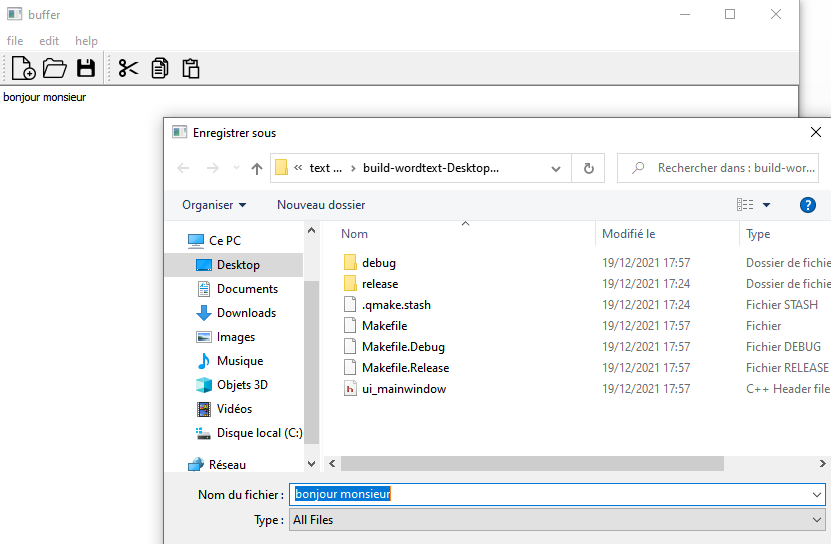 buffer
file edit help
bonjour monsieur
Enregistrer sous
« text ... › build-wordtext-Desktop...
Rechercher dans : build-wor...
Organiser Nouveau dossier
Nom Modifié le Type
Ce PC
Desktop
Documents
Downloads
Images
Musique
Objets 3D
Vidéos
Disque local (C:)
Réseau
debug 19/12/2021 17:57 Dossier de fichie
release 19/12/2021 17:24 Dossier de fichie
.qmake.stash 19/12/2021 17:24 Fichier STASH
Makefile 19/12/2021 17:57 Fichier
Makefile.Debug 19/12/2021 17:57 Fichier DEBUG
Makefile.Release 19/12/2021 17:57 Fichier RELEASE
ui_mainwindow 19/12/2021 17:57 C++ Header file
Nom du fichier : bonjour monsieur
Type : All Files